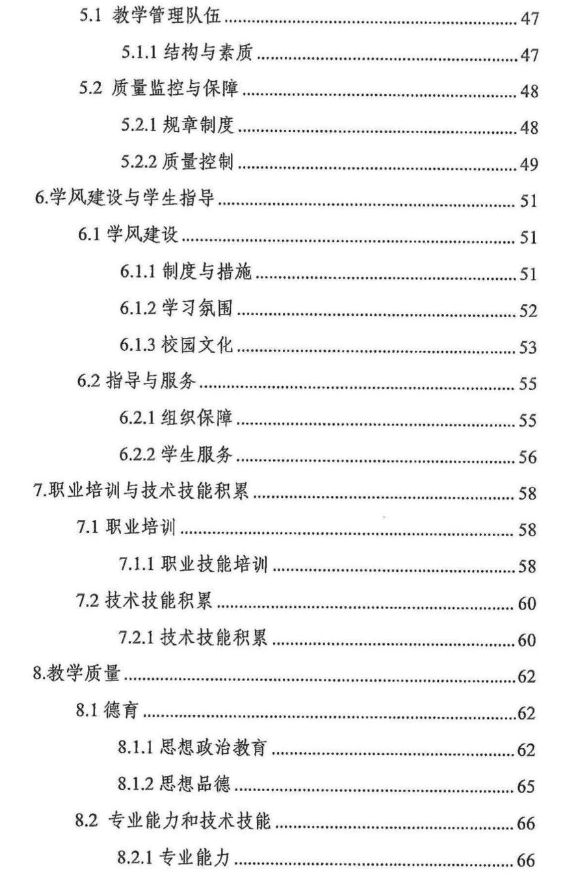 5.1 教学管理队伍................47
5.1.1 结构与素质................47
5.2 质量监控与保障................48
5.2.1 规章制度................48
5.2.2 质量控制................49
6.学风建设与学生指导................51
6.1 学风建设................51
6.1.1 制度与措施................51
6.1.2 学习氛围................52
6.1.3 校园文化................53
6.2 指导与服务................55
6.2.1 组织保障................55
6.2.2 学生服务................56
7.职业培训与技术技能积累................58
7.1 职业培训................58
7.1.1 职业技能培训................58
7.2 技术技能积累................60
7.2.1 技术技能积累................60
8.教学质量................62
8.1 德育................62
8.1.1 思想政治教育................62
8.1.2 思想品德................65
8.2 专业能力和技术技能................66
8.2.1 专业能力................66